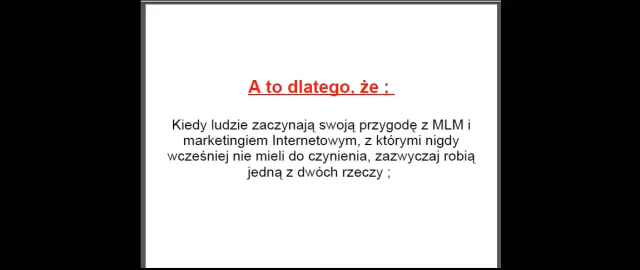 A to dlatego, że ;
Kiedy ludzie zaczynają swoją przygodę z MLM i
marketingiem Internetowym, z którymi nigdy
wcześniej nie mieli do czynienia, zazwyczaj robią
jedną z dwóch rzeczy ;